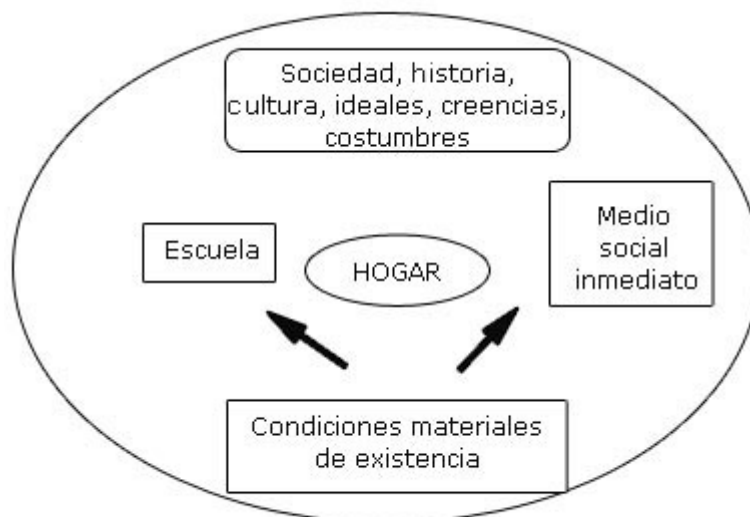 Sociedad, historia,
cultura, ideales, creencias,
costumbres
Escuela
HOGAR
Medio
social
inmediato
Condiciones materiales
de existencia